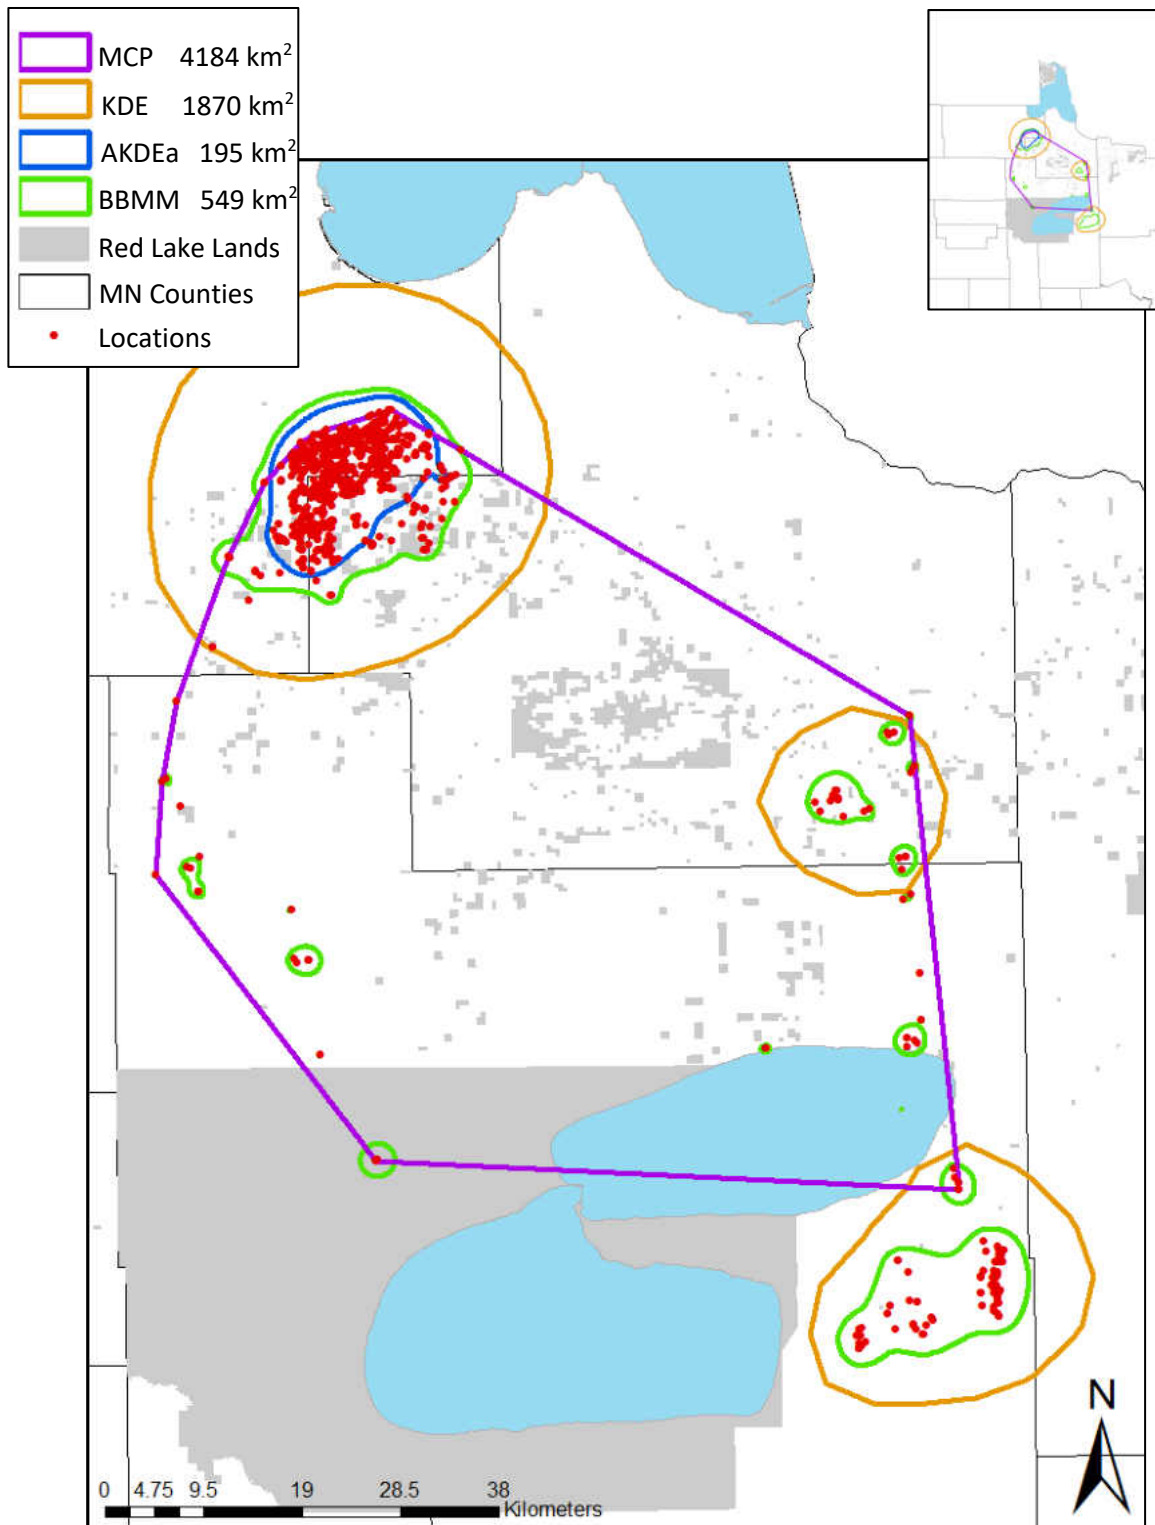 MCP 4184 km²
KDE 1870 km²
AKDEa 195 km²
BBMM 549 km²
Red Lake Lands
MN Counties
Locations
N
0 4.75 9.5 19 28.5 38
Kilometers